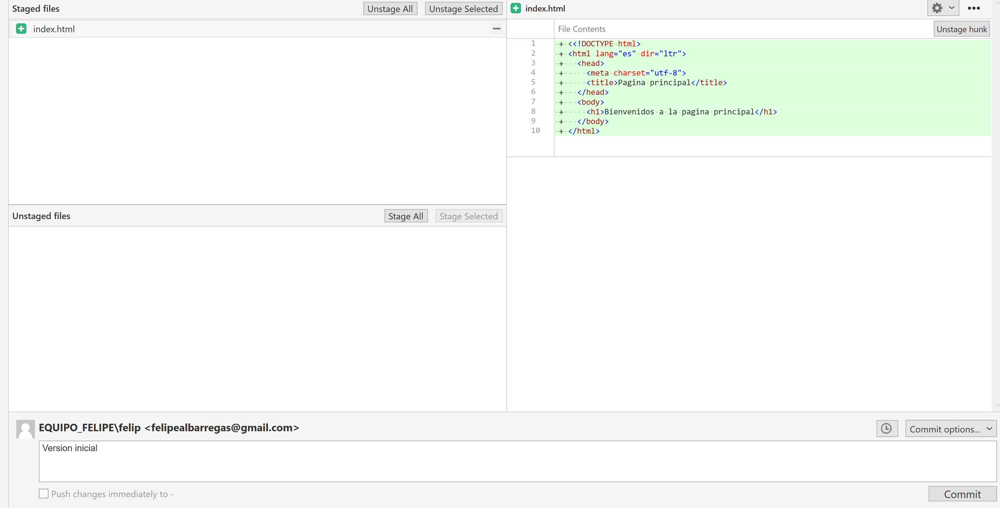 Staged files
Unstage All
Unstage Selected
index.html
Unstaged files
Stage All
Stage Selected
index.html
File Contents
Unstage hunk
1 + <<!DOCTYPE html>
2 + <html lang="es" dir="ltr">
3 +   <head>
4 +     <meta charset="utf-8">
5 +     <title>Pagina principal</title>
6 +   </head>
7 +   <body>
8 +     <h1>Bienvenidos a la pagina principal</h1>
9 +   </body>
10 + </html>
EQUIPO_FELIPE\felip <felipealbarregas@gmail.com>
Commit options...
Version inicial
Push changes immediately to -
Commit